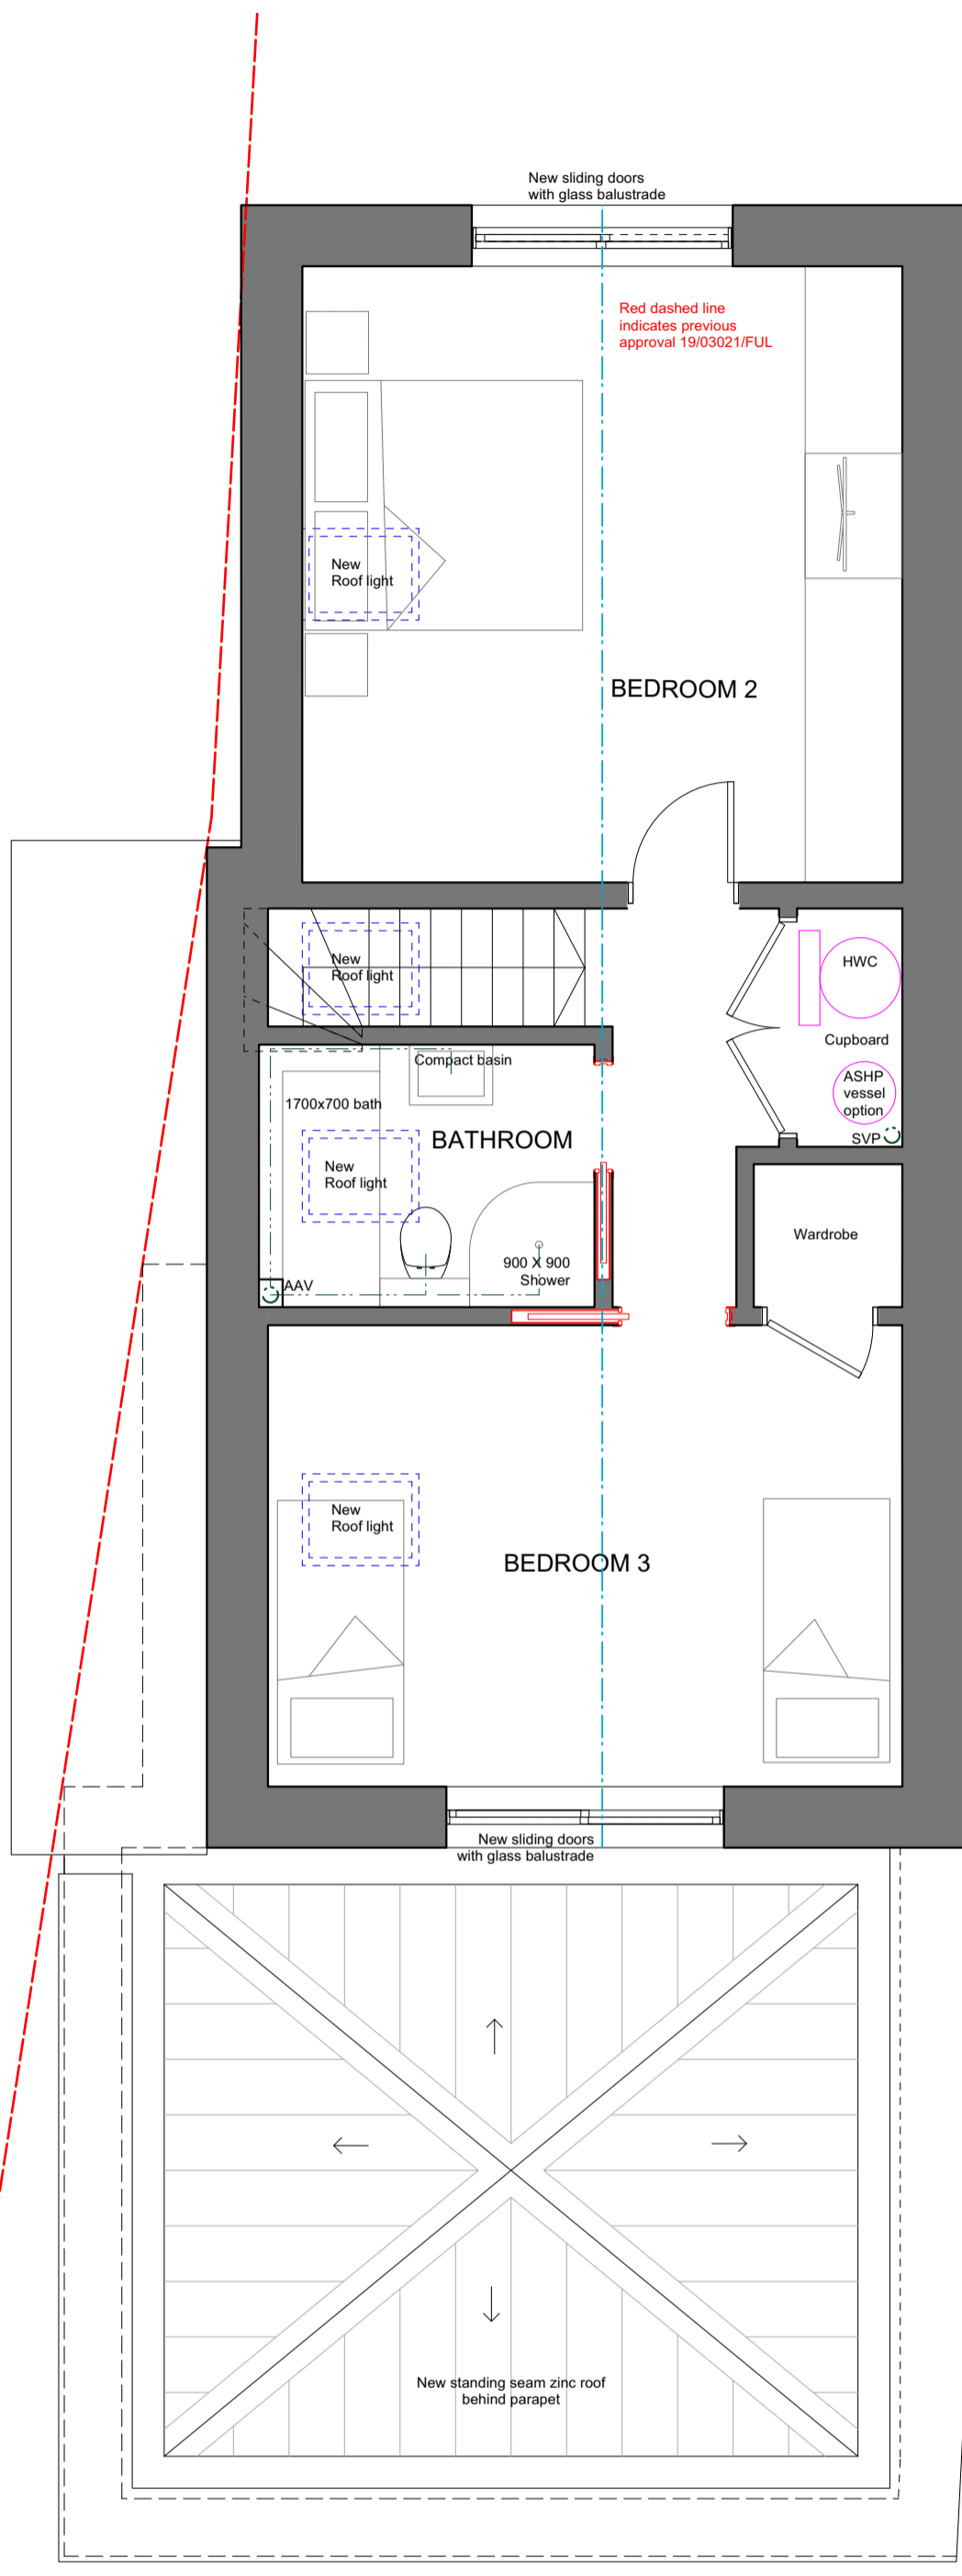 New sliding doors
with glass balustrade
Red dashed line
indicates previous
approval 19/03021/FUL
New
Roof light
BEDROOM 2
New
Roof light
HWC
Cupboard
Compact basin
ASHP
vessel
option
1700x700 bath
BATHROOM
SVP
New
Roof light
Wardrobe
900 X 900
Shower
AAV
New
Roof light
BEDROOM 3
New sliding doors
with glass balustrade
New standing seam zinc roof
behind parapet